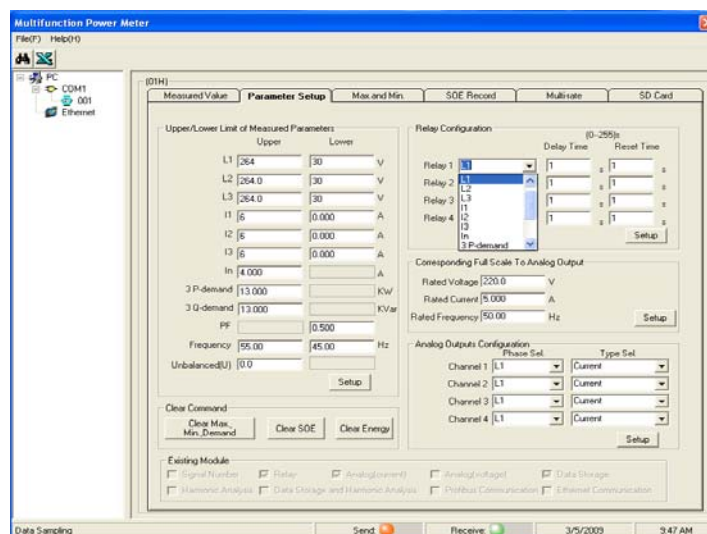 Multifunction Power Meter
File(F) Help(H)
PC
COM1
001
Ethernet
(01H)
Measured Value Parameter Setup Max.and Min. SOE Record Multi-rate SD Card
Upper/Lower Limit of Measured Parameters
Upper Lower
L1 264 30 V
L2 264.0 30 V
L3 264.0 30 V
I1 6 0.000 A
I2 6 0.000 A
I3 6 0.000 A
In 4.000 A
3 P-demand 13.000 KW
3 Q-demand 13.000 KVar
PF 0.500
Frequency 55.00 45.00 Hz
Unbalanced(U) 0.0
Setup
Clear Command
Clear Max._
Min._Demand
Clear SOE Clear Energy
Relay Configuration
(0~255)s
Delay Time Reset Time
Relay 1 L1 1 s 1 s
Relay 2 1 s 1 s
Relay 3 1 s 1 s
Relay 4 1 s 1 s
L1
L2
L3
I1
I2
I3
In
3 P-demand
Setup
Corresponding Full Scale To Analog Output
Rated Voltage 220.0 V
Rated Current 5.000 A
Rated Frequency 50.00 Hz
Setup
Analog Outputs Configuration
Phase Sel. Type Sel.
Channel 1 L1 Current
Channel 2 L1 Current
Channel 3 L1 Current
Channel 4 L1 Current
Setup
Existing Module
Signal Number Relay Analog(current) Analog(voltage) Data Storage
Harmonic Analysis Data Storage and Harmonic Analysis Profibus Communication Ethernet Communication
Data Sampling Send: Receive: 3/5/2009 9:47 AM